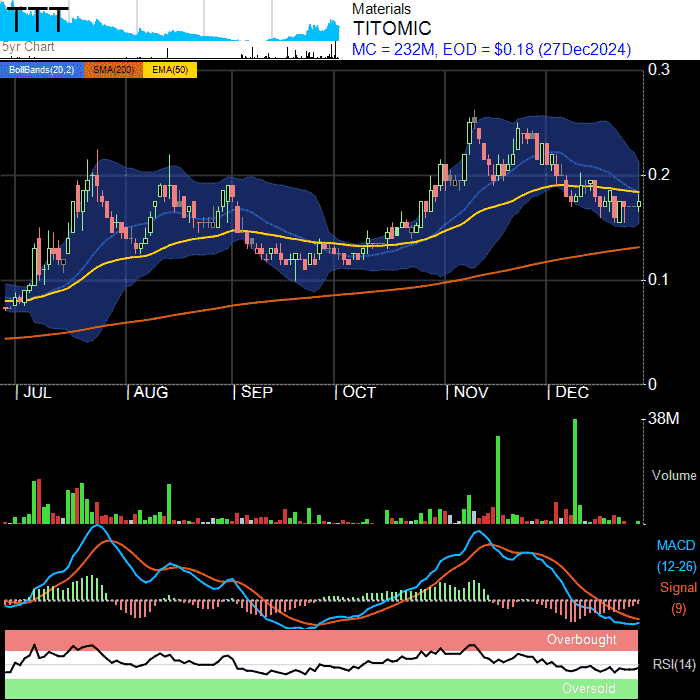 TTT
5yr Chart
Materials
TITOMIC
MC = 232M, EOD = $0.18 (27Dec2024)
BollBands(20,2) SMA(200) EMA(50)
0.3
0.2
0.1
0
JUL AUG SEP OCT NOV DEC
38M
Volume
MACD
(12-26)
Signal
(9)
Overbought
RSI(14)
Oversold